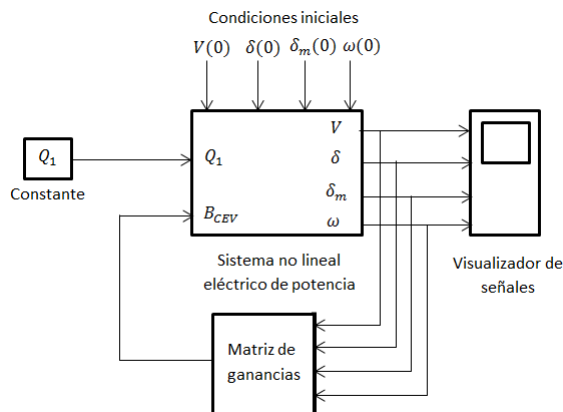 Condiciones iniciales
V(0) δ(0) δₘ(0) ω(0)
V
Q₁
Q₁
δ
Constante
δₘ
B_CEV
ω
Sistema no lineal
eléctrico de potencia
Visualizador de
señales
Matriz de
ganancias